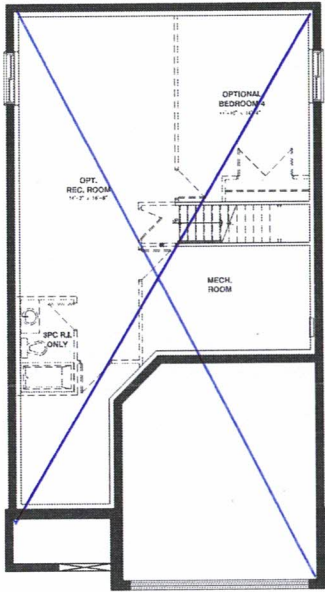 OPTIONAL
BEDROOM 4
OPT.
REC. ROOM
MECH.
ROOM
3PC R.I.
ONLY